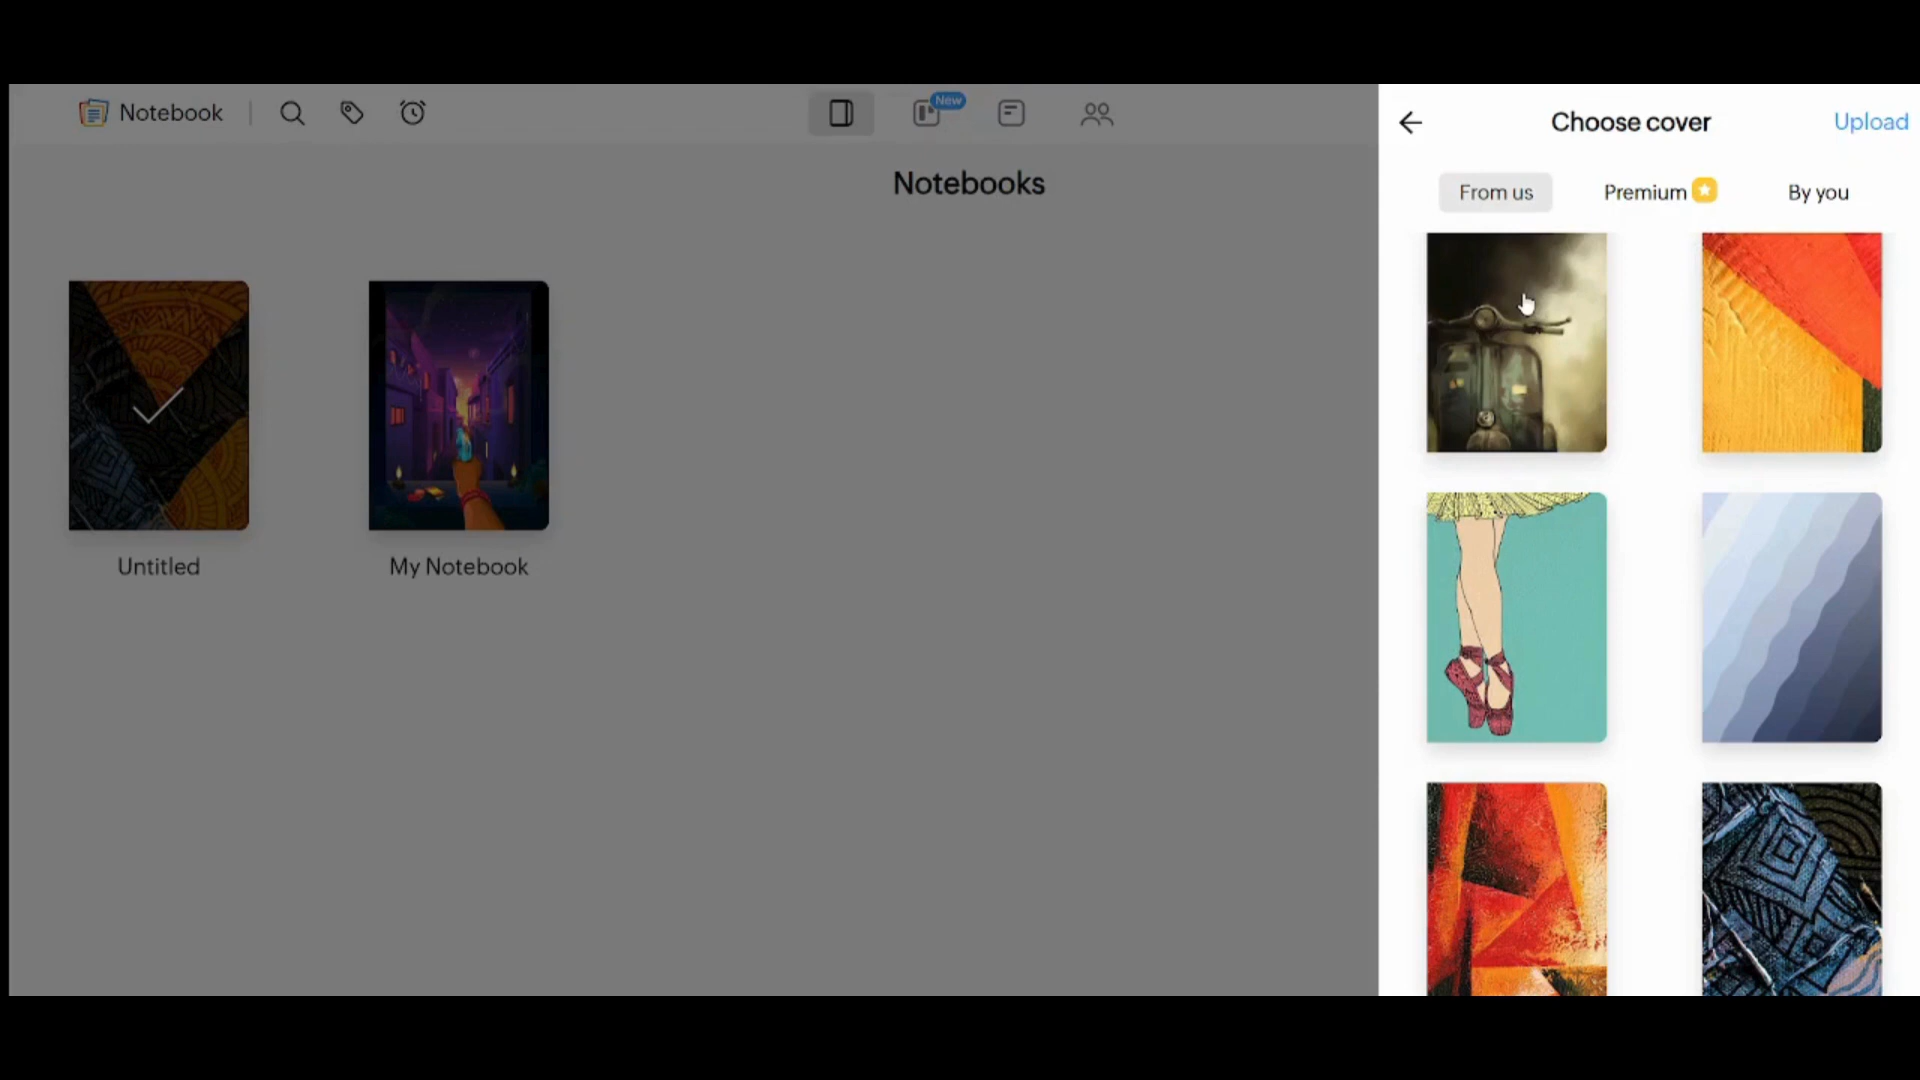 Notebook
New
Notebooks
Untitled
My Notebook
Choose cover
Upload
From us
Premium
By you